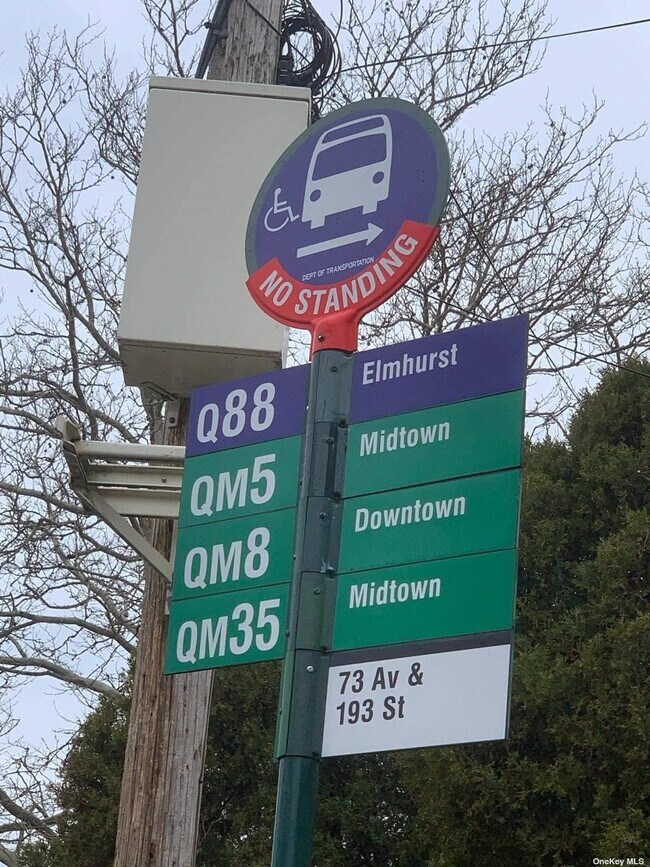 DEPT OF TRANSPORTATION
NO STANDING
Q88 Elmhurst
QM5 Midtown
QM8 Downtown
QM35 Midtown
73 Av &
193 St
OneKey MLS